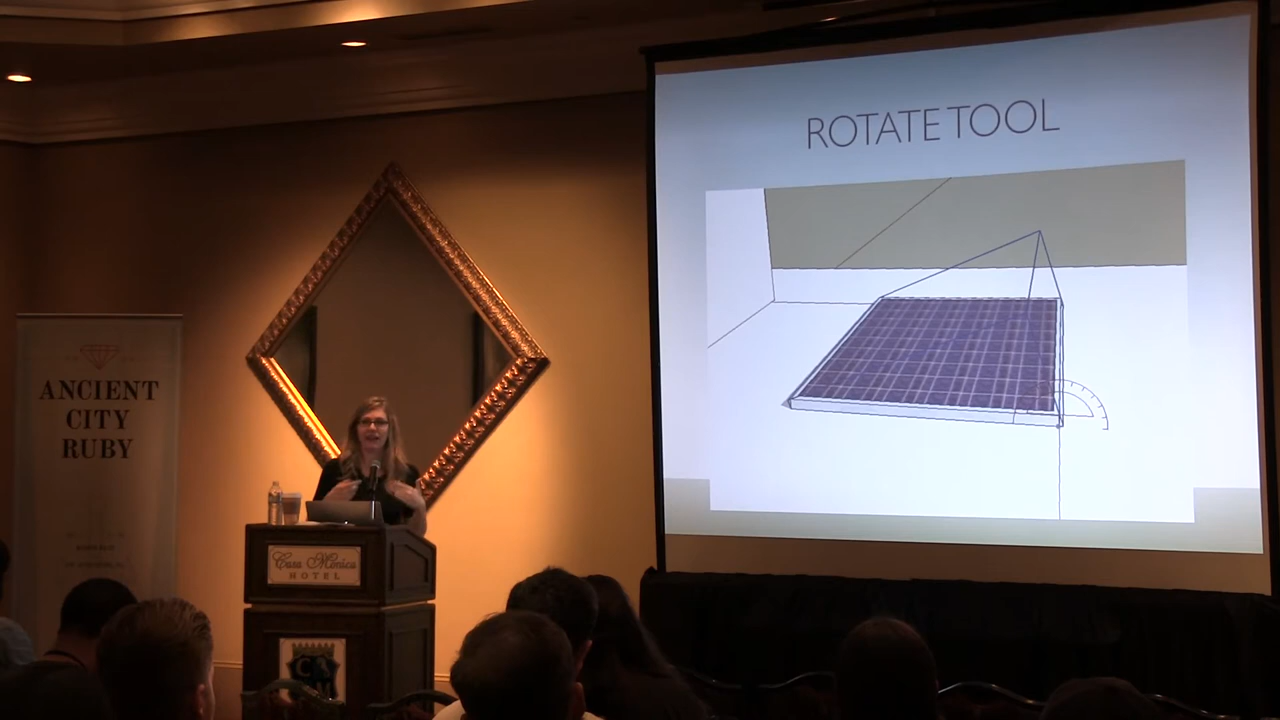 ROTATE TOOL
ANCIENT
CITY
RUBY
Casa Monica
HOTEL